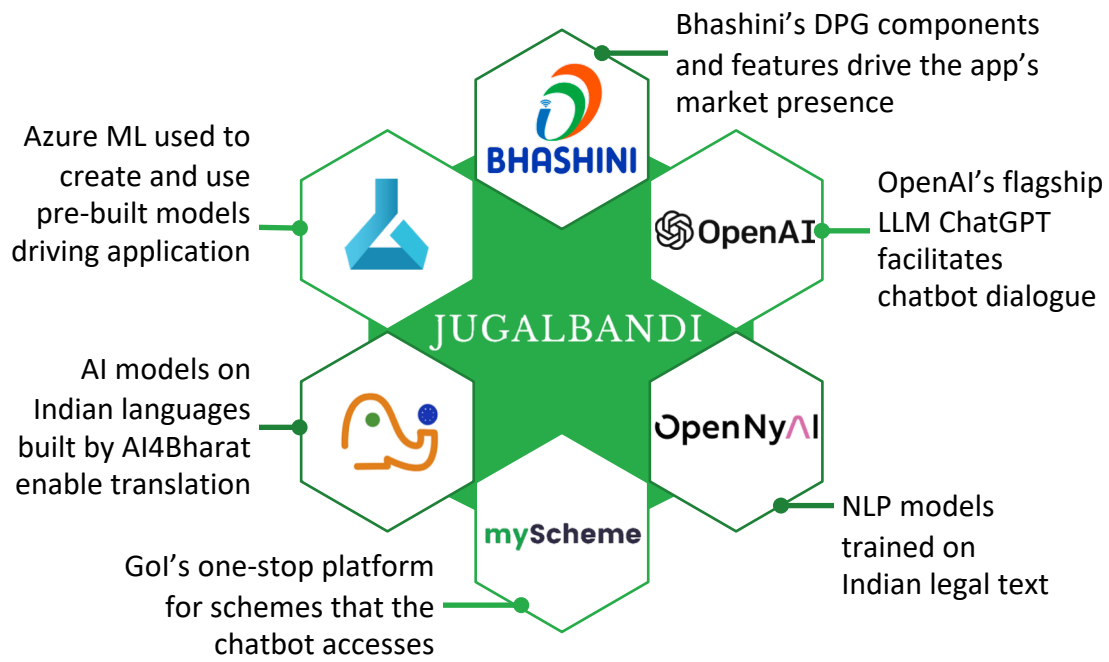 Bhashini’s DPG components
and features drive the app’s
market presence
BHASHINI
Azure ML used to
create and use
pre-built models
driving application
OpenAI
OpenAI’s flagship
LLM ChatGPT
facilitates
chatbot dialogue
JUGALBANDI
AI models on
Indian languages
built by AI4Bharat
enable translation
OpenNyAI
NLP models
trained on
Indian legal text
myScheme
GoI’s one-stop platform
for schemes that the
chatbot accesses